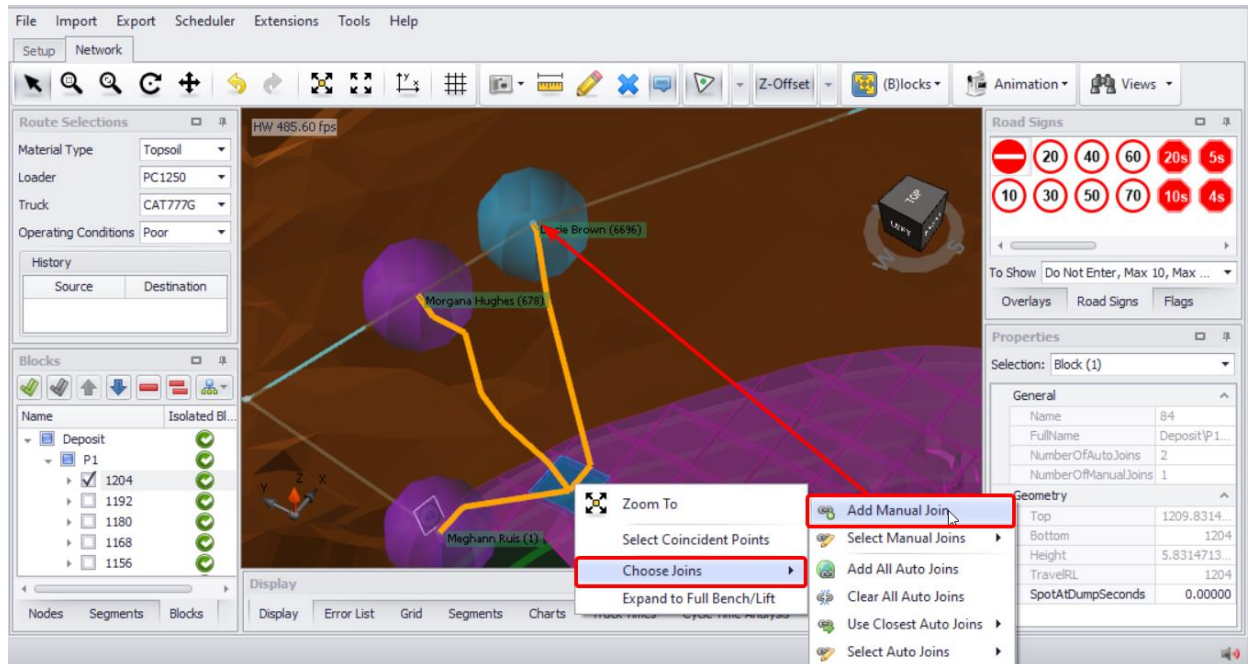 File Import Export Scheduler Extensions Tools Help
Setup Network
Z-Offset (B)locks Animation Views
Route Selections
Material Type Topsoil
Loader PC1250
Truck CAT777G
Operating Conditions Poor
History
Source Destination
Blocks
Name Isolated Bl...
Deposit
P1
1204
1192
1180
1168
1156
Nodes Segments Blocks
HW 485.60 fps
Brown (6696)
Morgana Hughes (678)
Meghann Ruis (1)
TOP
LEFT
W S
Z
Y X
Zoom To
Select Coincident Points
Choose Joins
Expand to Full Bench/Lift
Add Manual Join
Select Manual Joins
Add All Auto Joins
Clear All Auto Joins
Use Closest Auto Joins
Select Auto Joins
Display
Display Error List Grid Segments Charts
Road Signs
20 40 60 20s 5s
10 30 50 70 10s 4s
To Show Do Not Enter, Max 10, Max ...
Overlays Road Signs Flags
Properties
Selection: Block (1)
General
Name 84
FullName Deposit\P1...
NumberOfAutoJoins 2
NumberOfManualJoins 1
Geometry
Top 1209.8314...
Bottom 1204
Height 5.8314713...
TravelRL 1204
SpotAtDumpSeconds 0.00000